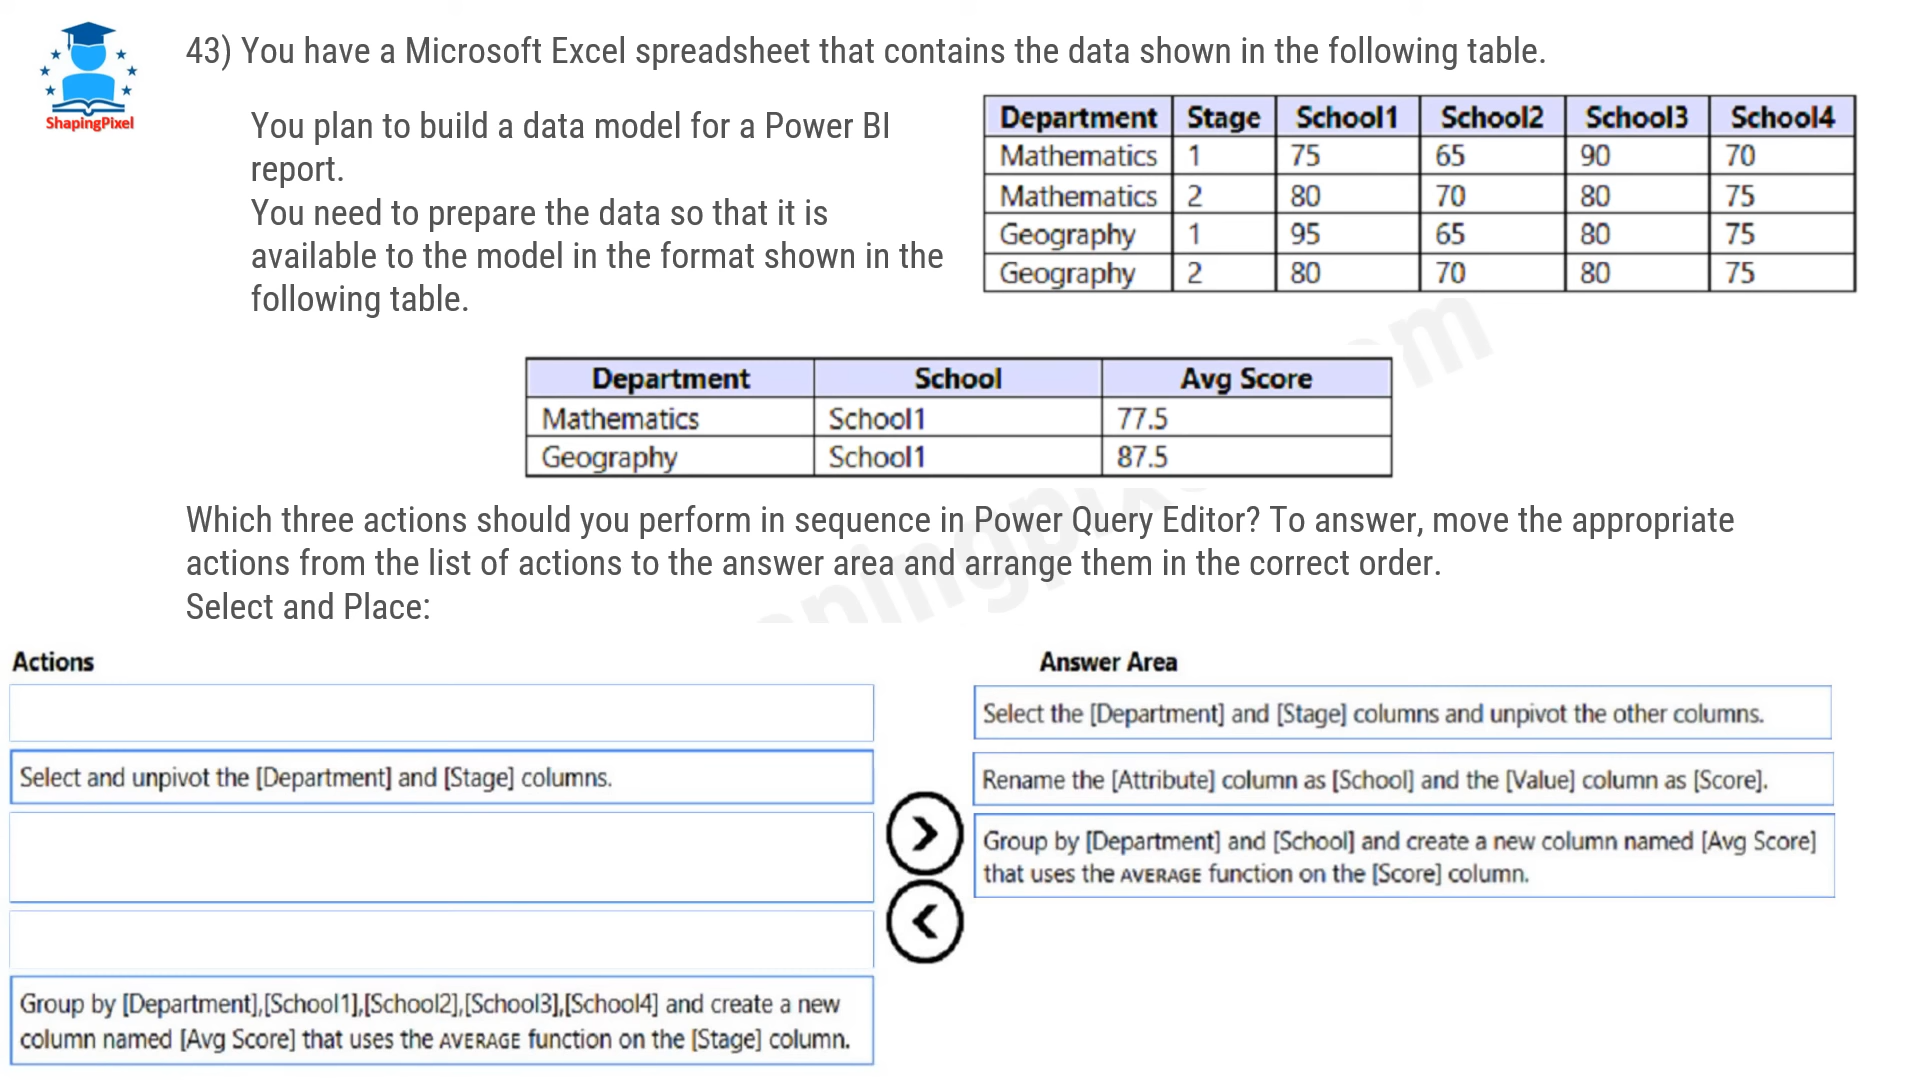 ShapingPixel
43) You have a Microsoft Excel spreadsheet that contains the data shown in the following table.
You plan to build a data model for a Power BI
report.
You need to prepare the data so that it is
available to the model in the format shown in the
following table.
Department Stage School1 School2 School3 School4
Mathematics 1 75 65 90 70
Mathematics 2 80 70 80 75
Geography 1 95 65 80 75
Geography 2 80 70 80 75
Department School Avg Score
Mathematics School1 77.5
Geography School1 87.5
Which three actions should you perform in sequence in Power Query Editor? To answer, move the appropriate
actions from the list of actions to the answer area and arrange them in the correct order.
Select and Place:
Actions
Select and unpivot the [Department] and [Stage] columns.
Group by [Department],[School1],[School2],[School3],[School4] and create a new
column named [Avg Score] that uses the AVERAGE function on the [Stage] column.
Answer Area
Select the [Department] and [Stage] columns and unpivot the other columns.
Rename the [Attribute] column as [School] and the [Value] column as [Score].
Group by [Department] and [School] and create a new column named [Avg Score]
that uses the AVERAGE function on the [Score] column.